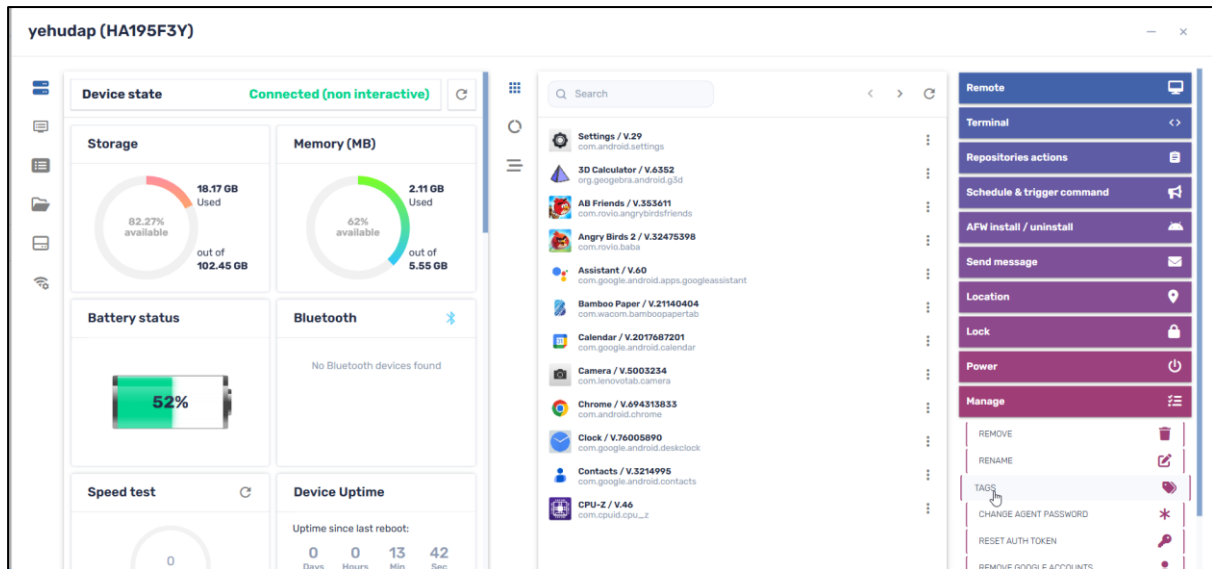 yehudap (HA195F3Y)
Device state
Connected (non interactive)
Storage
82.27%
available
18.17 GB
Used
out of
102.45 GB
Memory (MB)
62%
available
2.11 GB
Used
out of
5.55 GB
Battery status
52%
Bluetooth
No Bluetooth devices found
Speed test
0
Device Uptime
Uptime since last reboot:
0 0 13 42
Days Hours Min Sec
Search
Settings / V.29
com.android.settings
3D Calculator / V.6352
org.geogebra.android.g3d
AB Friends / V.353611
com.rovio.angrybirdsfriends
Angry Birds 2 / V.32475398
com.rovio.baba
Assistant / V.60
com.google.android.apps.googleassistant
Bamboo Paper / V.21140404
com.wacom.bamboopapertab
Calendar / V.2017687201
com.google.android.calendar
Camera / V.5003234
com.lenovotab.camera
Chrome / V.694313833
com.android.chrome
Clock / V.76005890
com.google.android.deskclock
Contacts / V.3214995
com.google.android.contacts
CPU-Z / V.46
com.cpuid.cpu_z
Remote
Terminal
Repositories actions
Schedule & trigger command
AFW install / uninstall
Send message
Location
Lock
Power
Manage
REMOVE
RENAME
TAGS
CHANGE AGENT PASSWORD
RESET AUTH TOKEN
REMOVE GOOGLE ACCOUNTS